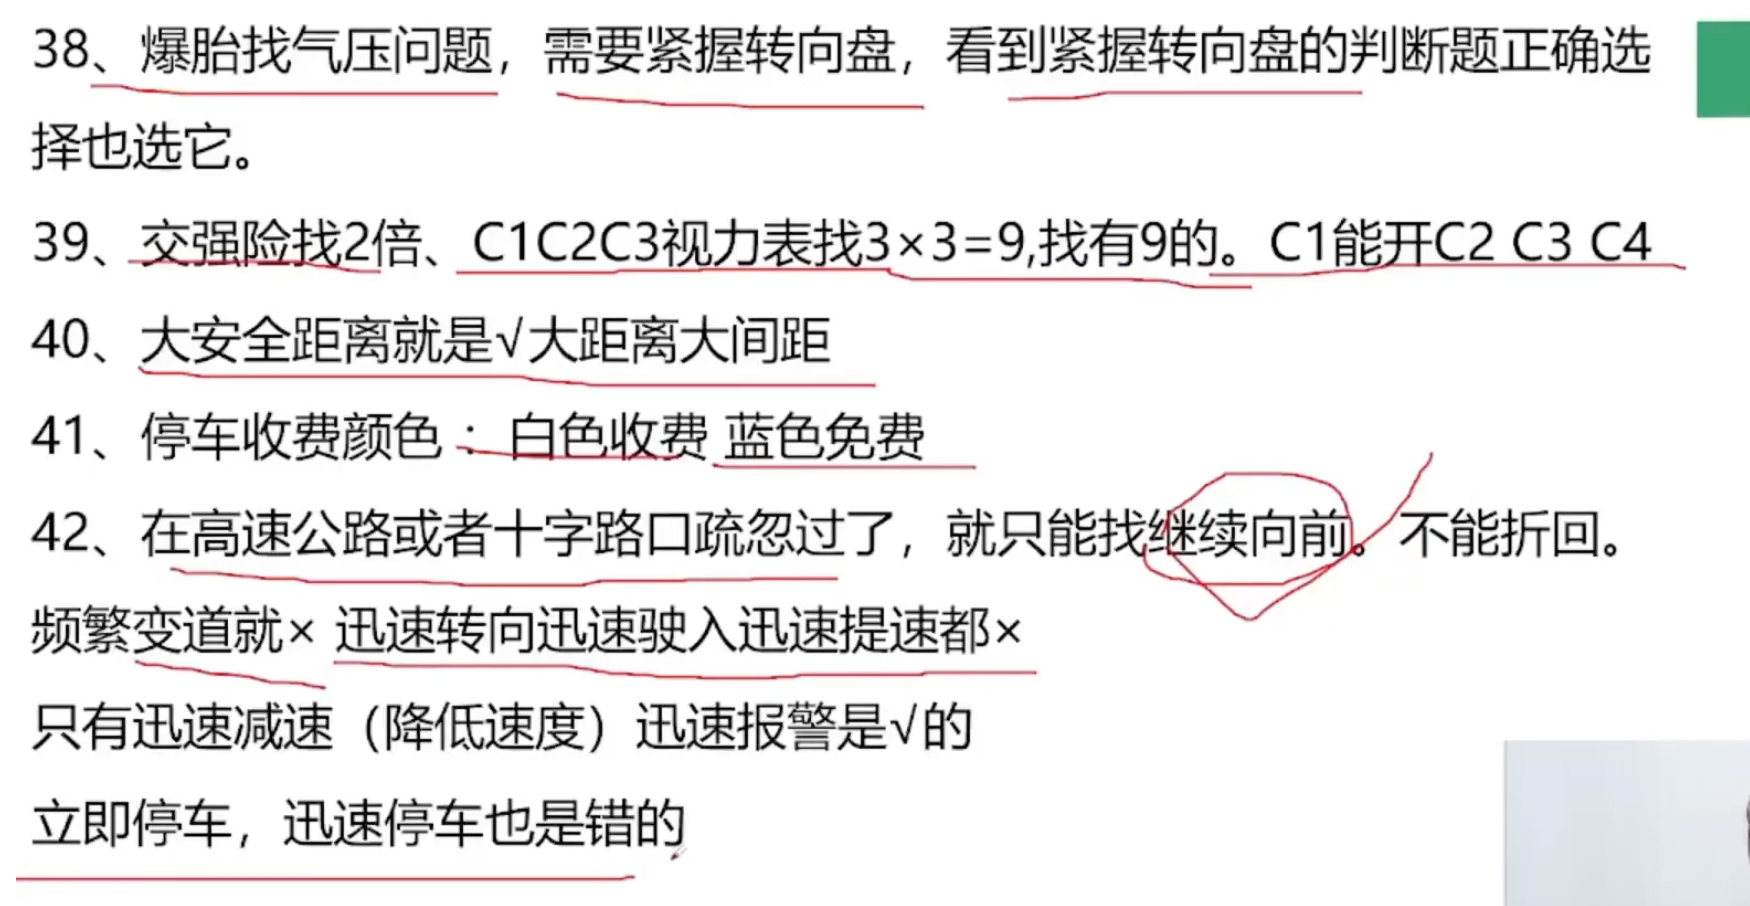 38、爆胎找气压问题，需要紧握转向盘，看到紧握转向盘的判断题正确选
择也选它。
39、交强险找2倍、C1C2C3视力表找3×3=9,找有9的。C1能开C2 C3 C4
40、大安全距离就是√大距离大间距
41、停车收费颜色：白色收费 蓝色免费
42、在高速公路或者十字路口疏忽过了，就只能找继续向前。不能折回。
频繁变道就× 迅速转向迅速驶入迅速提速都×
只有迅速减速（降低速度）迅速报警是√的
立即停车，迅速停车也是错的